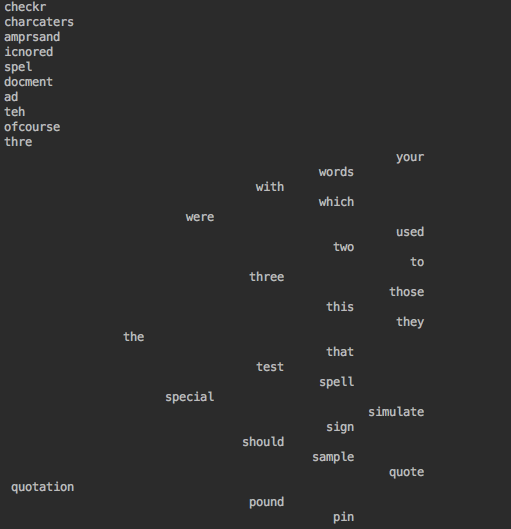 checkr
charcaters
amprsand
icnored
spel
docment
ad
teh
ofcourse
thre
your
words
with
which
were
used
two
to
three
those
this
they
the
that
test
spell
special
simulate
sign
should
sample
quote
quotation
pound
pin